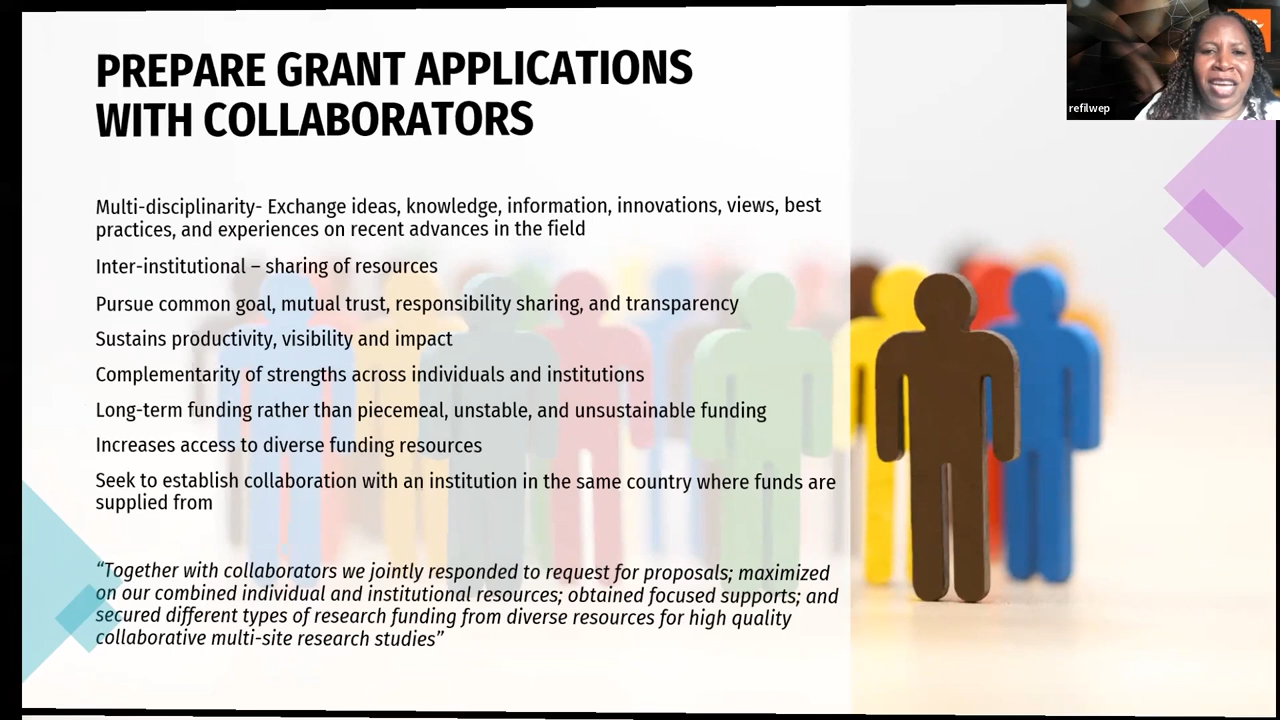 PREPARE GRANT APPLICATIONS
WITH COLLABORATORS
Multi-disciplinarity- Exchange ideas, knowledge, information, innovations, views, best
practices, and experiences on recent advances in the field
Inter-institutional – sharing of resources
Pursue common goal, mutual trust, responsibility sharing, and transparency
Sustains productivity, visibility and impact
Complementarity of strengths across individuals and institutions
Long-term funding rather than piecemeal, unstable, and unsustainable funding
Increases access to diverse funding resources
Seek to establish collaboration with an institution in the same country where funds are
supplied from
“Together with collaborators we jointly responded to request for proposals; maximized
on our combined individual and institutional resources; obtained focused supports; and
secured different types of research funding from diverse resources for high quality
collaborative multi-site research studies”
refilwep